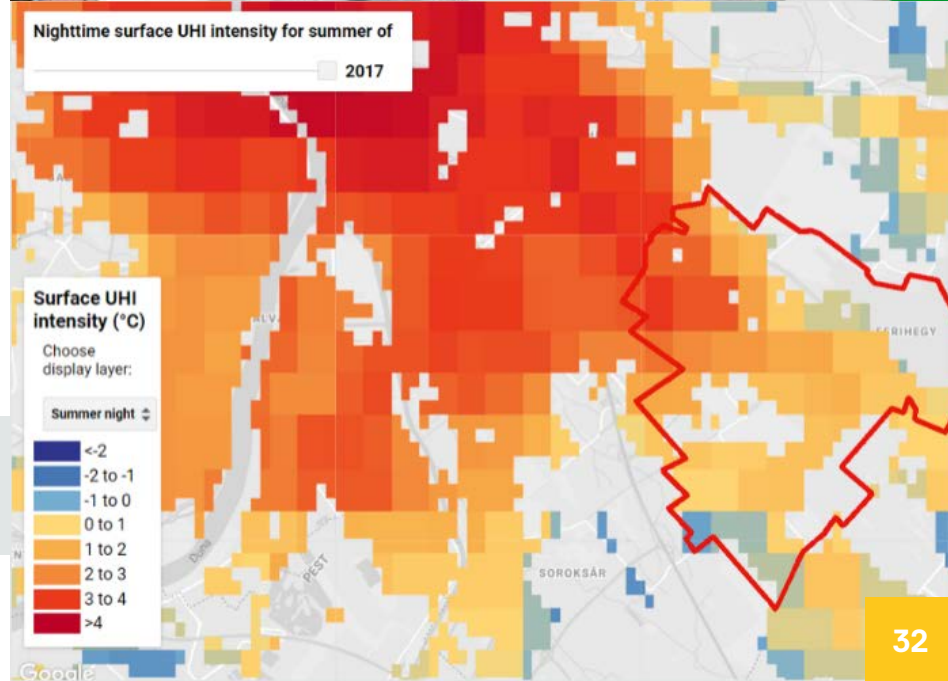 Nighttime surface UHI intensity for summer of
2017
Surface UHI
intensity (°C)
Choose
display layer:
Summer night
<-2
-2 to -1
-1 to 0
0 to 1
1 to 2
2 to 3
3 to 4
>4
FERIHEGY
Duna
PEST
SOROKSÁR
Google
32